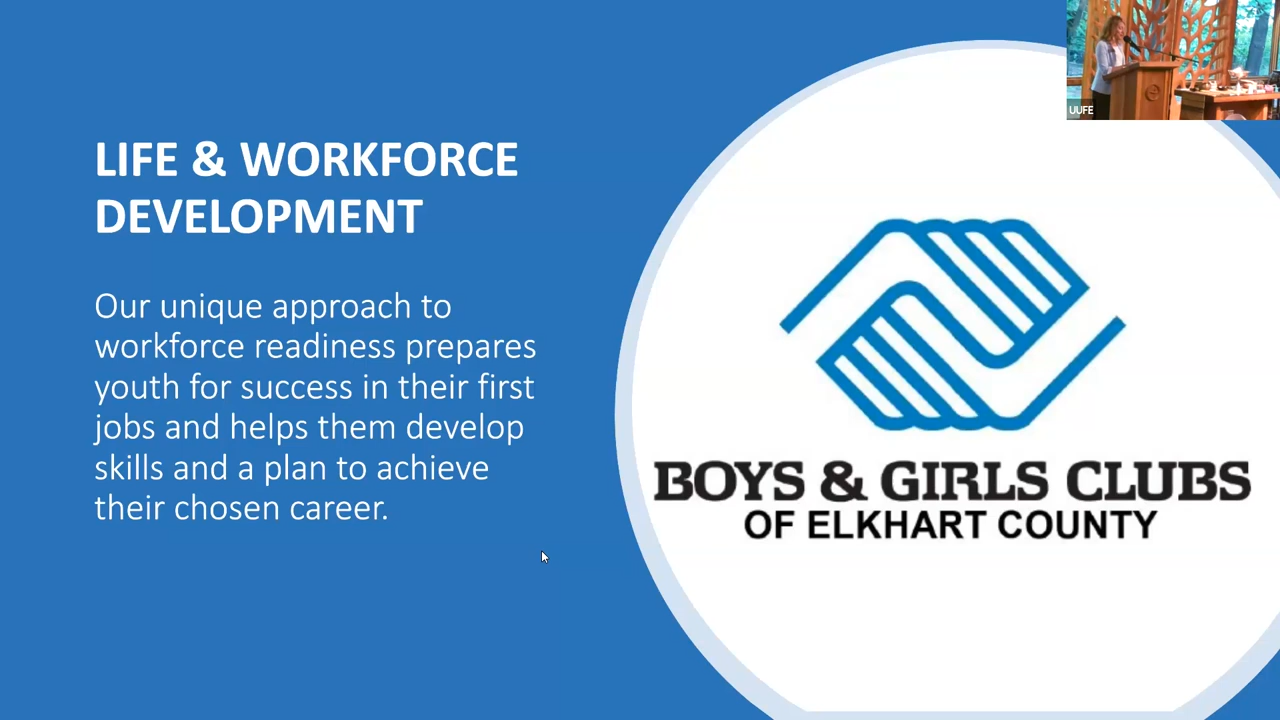 LIFE & WORKFORCE
DEVELOPMENT
Our unique approach to
workforce readiness prepares
youth for success in their first
jobs and helps them develop
skills and a plan to achieve
their chosen career.
BOYS & GIRLS CLUBS
OF ELKHART COUNTY
UUFE